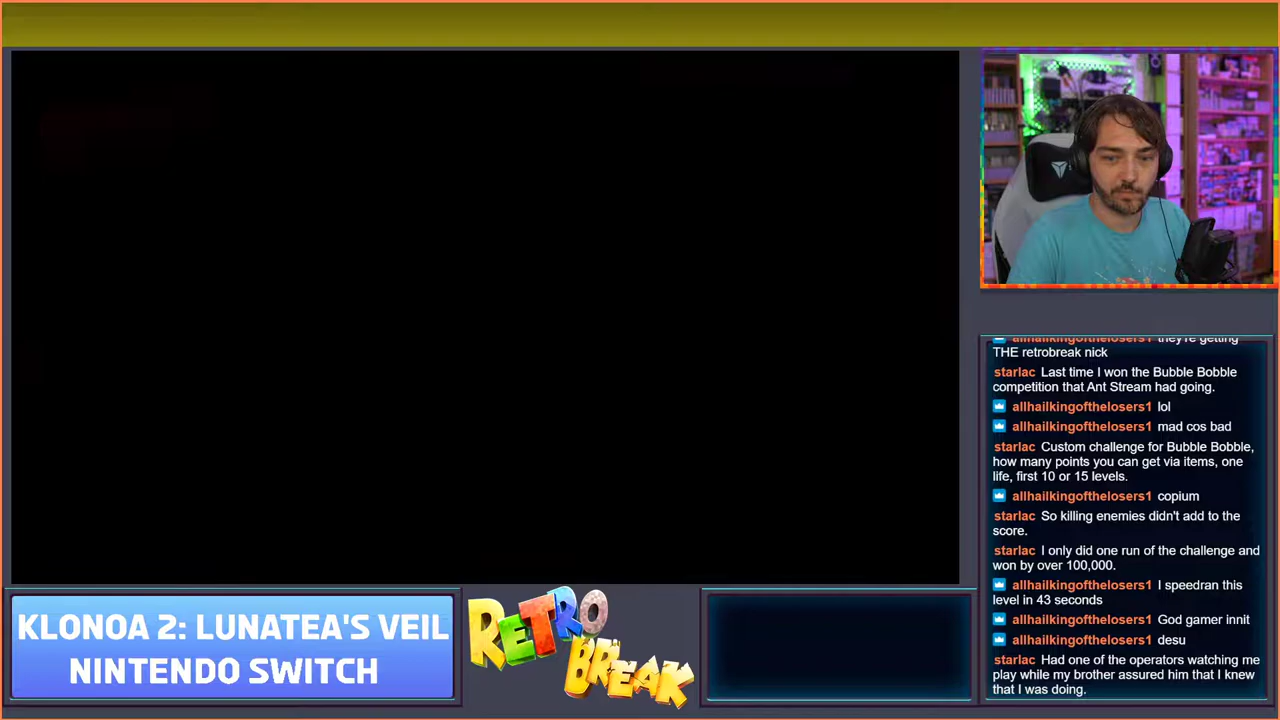 allhailkingofthelosers1 they're getting
THE retrobreak nick
starlac Last time I won the Bubble Bobble
competition that Ant Stream had going.
allhailkingofthelosers1 lol
allhailkingofthelosers1 mad cos bad
starlac Custom challenge for Bubble Bobble,
how many points you can get via items, one
life, first 10 or 15 levels.
allhailkingofthelosers1 copium
starlac So killing enemies didn't add to the
score.
starlac I only did one run of the challenge and
won by over 100,000.
allhailkingofthelosers1 I speedran this
level in 43 seconds
allhailkingofthelosers1 God gamer innit
allhailkingofthelosers1 desu
starlac Had one of the operators watching me
play while my brother assured him that I knew
that I was doing.
KLONOA 2: LUNATEA'S VEIL
NINTENDO SWITCH
RETRO
BREAK